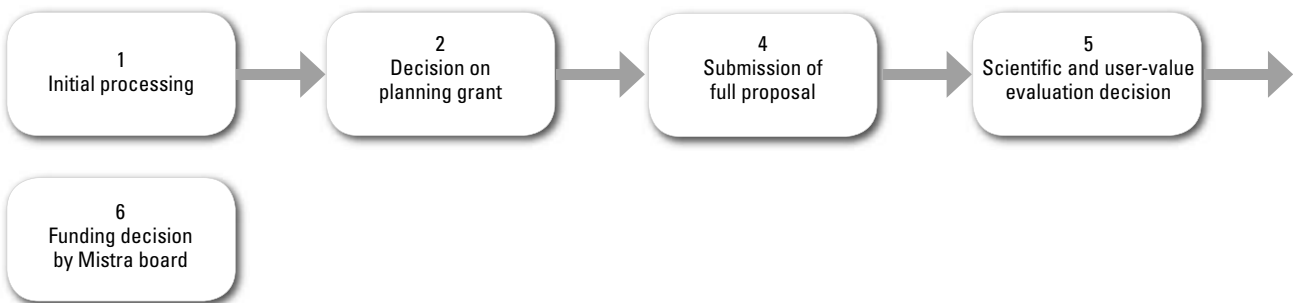 1
Initial processing
2
Decision on
planning grant
4
Submission of
full proposal
5
Scientific and user-value
evaluation decision
6
Funding decision
by Mistra board